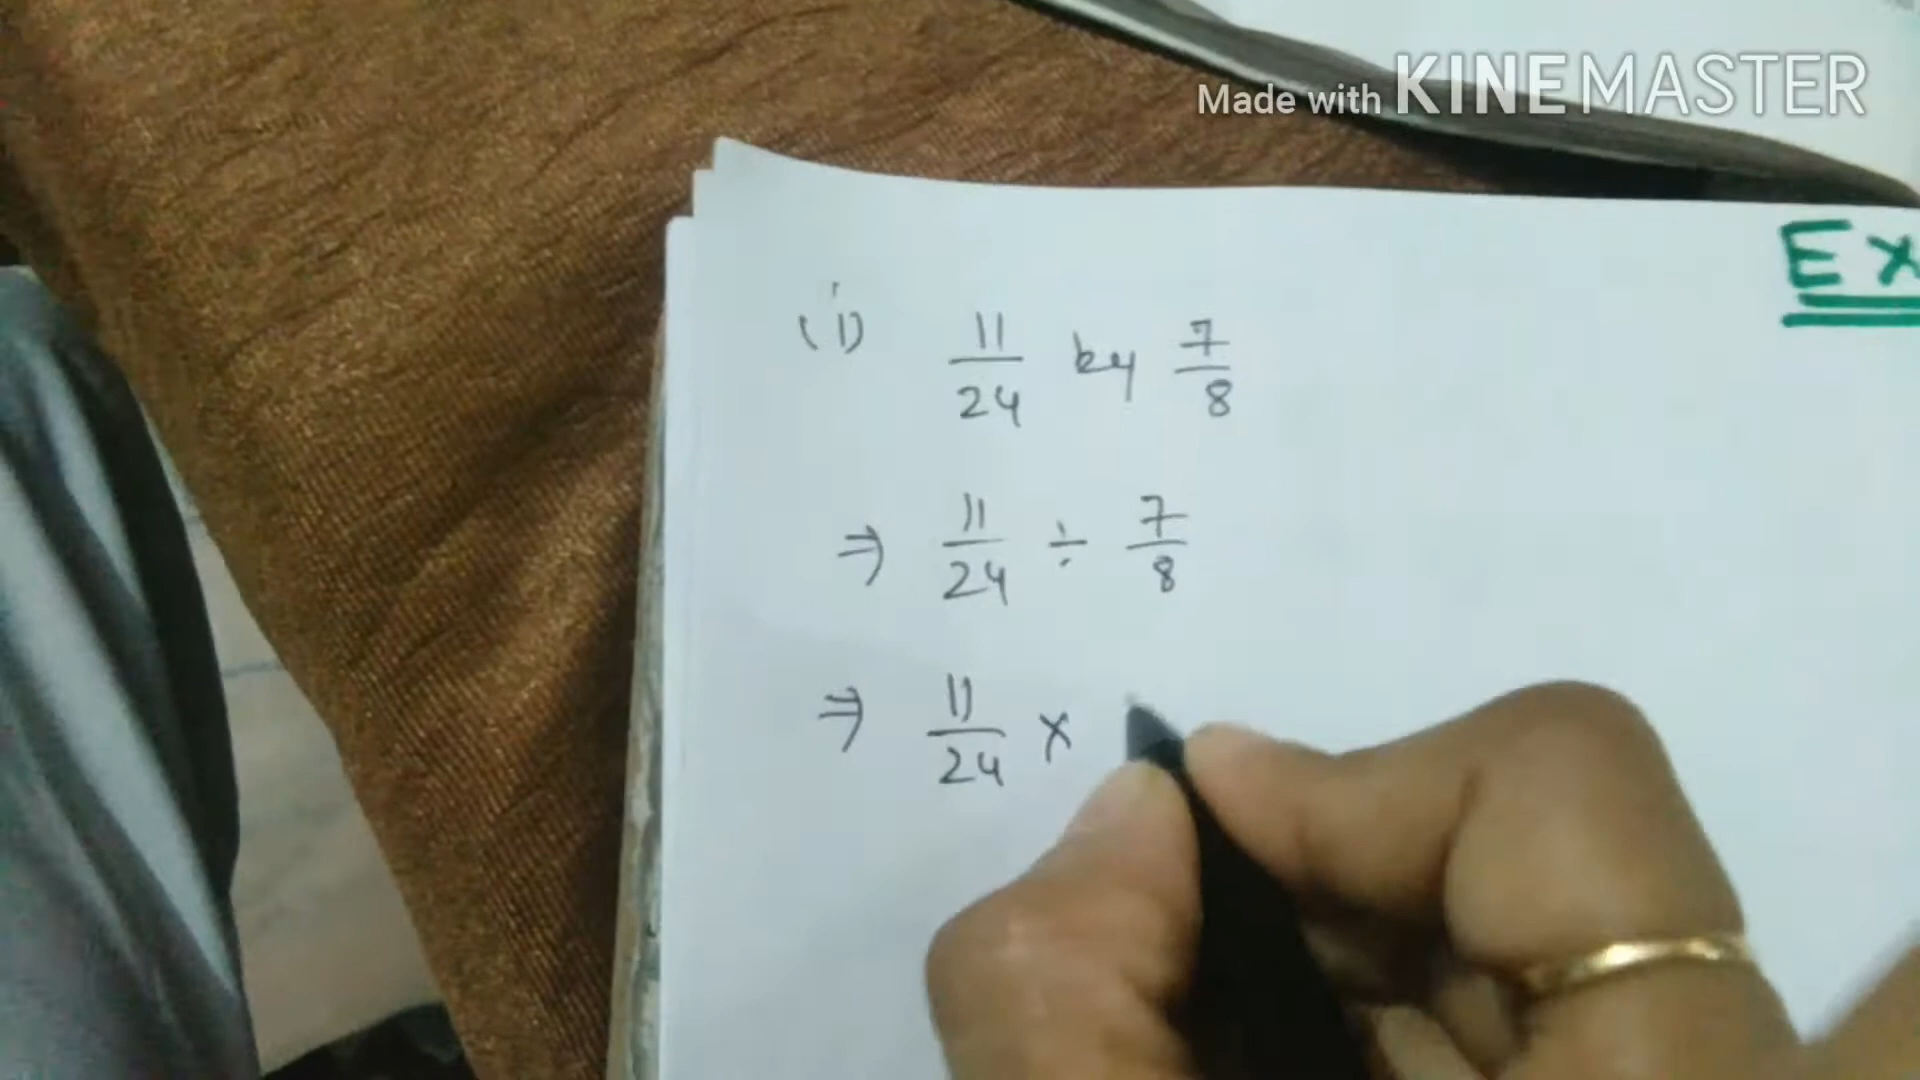 Made with KINEMASTER
Ex
(i) 11/24 by 7/8
⇒ 11/24 ÷ 7/8
⇒ 11/24 ×